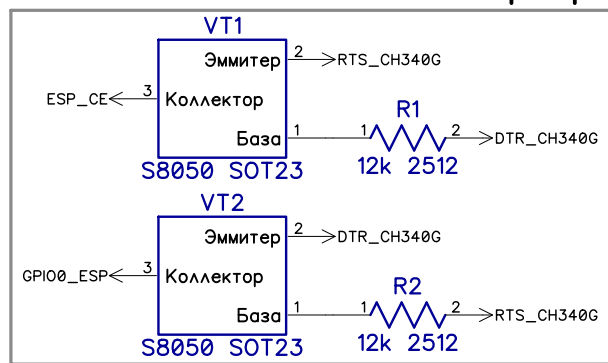 VT1
Эммитер 2 RTS_CH340G
ESP_CE 3 Коллектор
R1
База 1 1 2 DTR_CH340G
S8050 SOT23 12k 2512
VT2
Эммитер 2 DTR_CH340G
GPIO0_ESP 3 Коллектор
R2
База 1 1 2 RTS_CH340G
S8050 SOT23 12k 2512